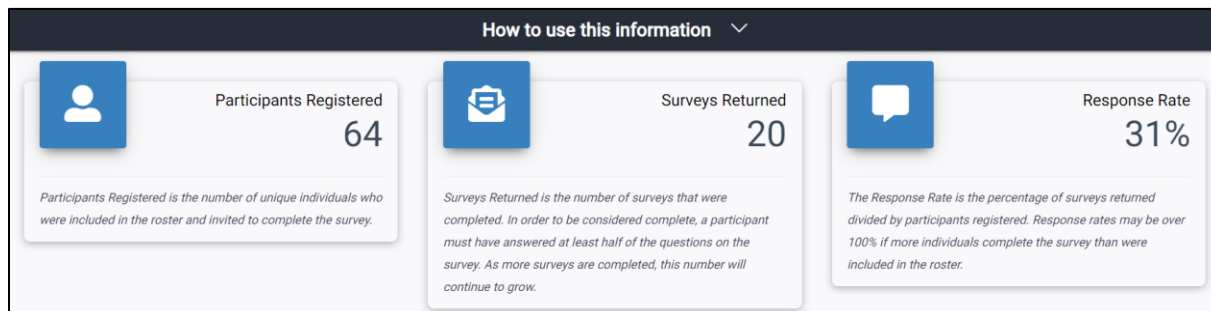 How to use this information
Participants Registered
64
Participants Registered is the number of unique individuals who
were included in the roster and invited to complete the survey.
Surveys Returned
20
Surveys Returned is the number of surveys that were
completed. In order to be considered complete, a participant
must have answered at least half of the questions on the
survey. As more surveys are completed, this number will
continue to grow.
Response Rate
31%
The Response Rate is the percentage of surveys returned
divided by participants registered. Response rates may be over
100% if more individuals complete the survey than were
included in the roster.